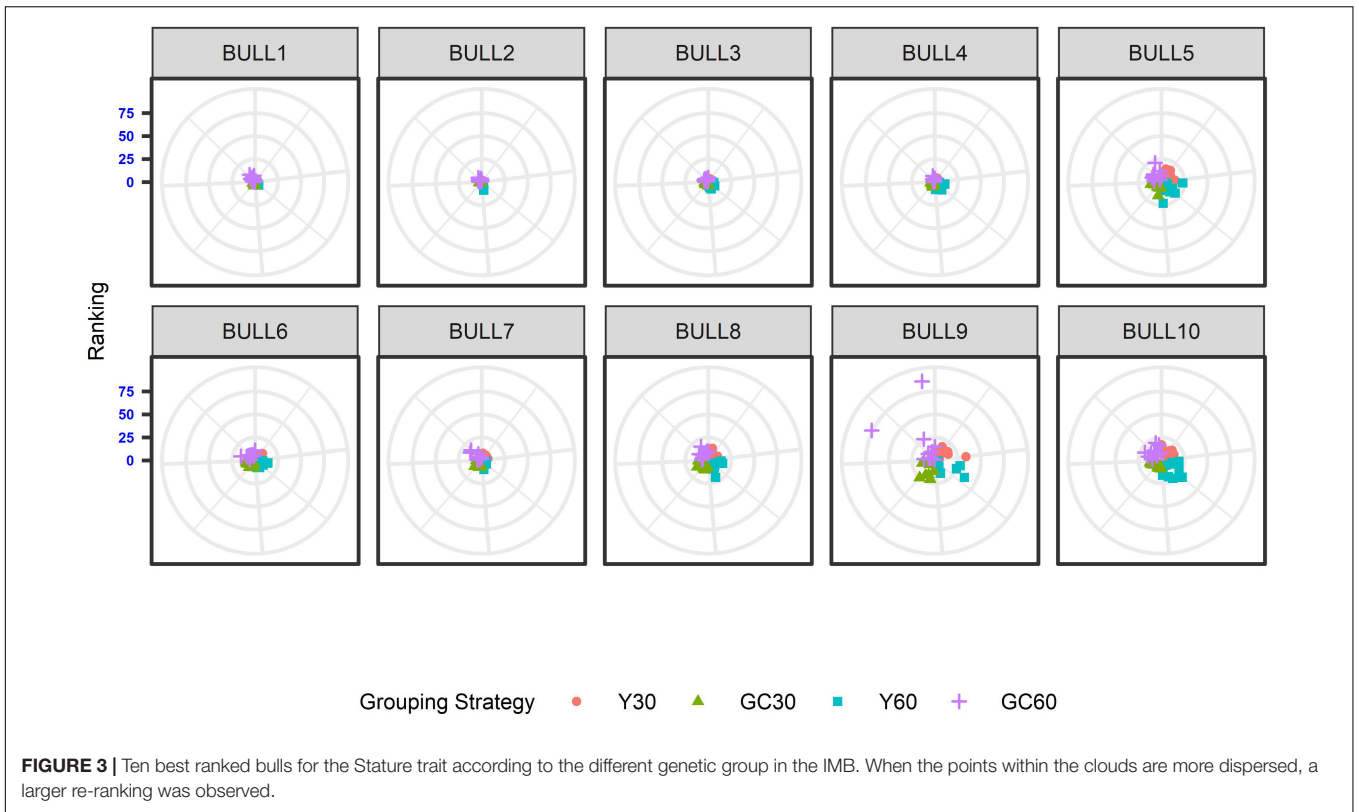 BULL1 BULL2 BULL3 BULL4 BULL5
75
50
25
0
Ranking
BULL6 BULL7 BULL8 BULL9 BULL10
75
50
25
0
Grouping Strategy Y30 GC30 Y60 GC60
FIGURE 3 | Ten best ranked bulls for the Stature trait according to the different genetic group in the IMB. When the points within the clouds are more dispersed, a
larger re-ranking was observed.